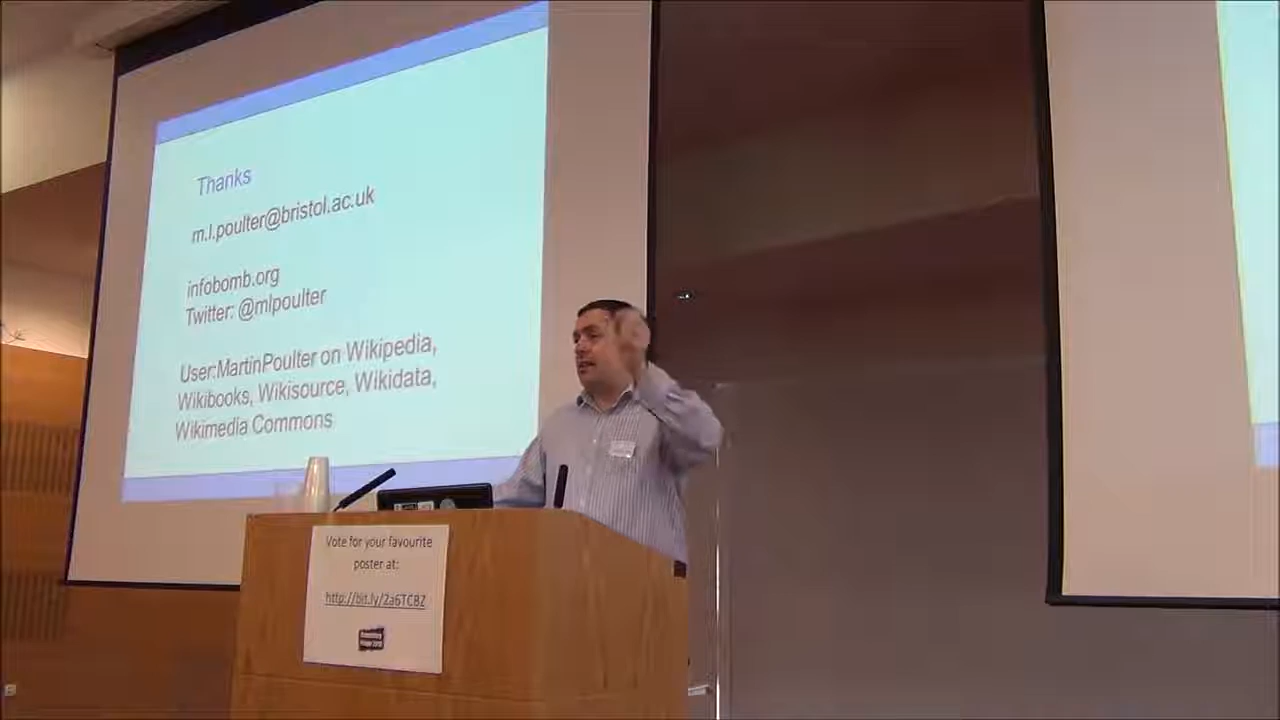 Thanks
m.l.poulter@bristol.ac.uk
infobomb.org
Twitter: @mlpoulter
User:MartinPoulter on Wikipedia,
Wikibooks, Wikisource, Wikidata,
Wikimedia Commons
Vote for your favourite
poster at:
http://bit.ly/2a6TCBZ